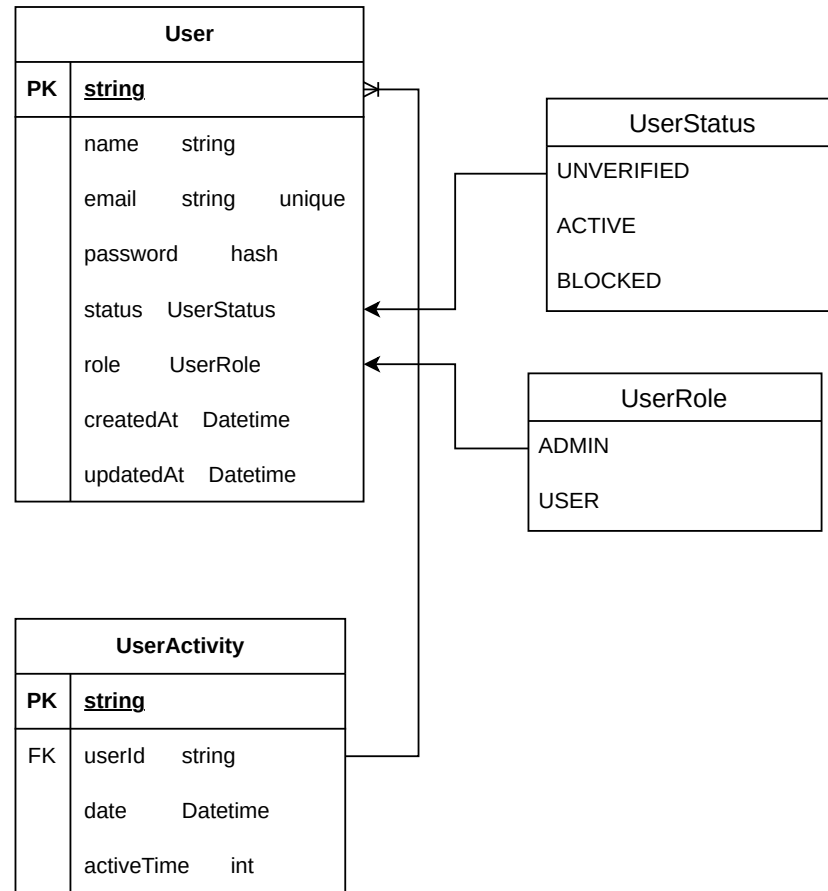 User
PK string
name string
email string unique
password hash
status UserStatus
role UserRole
createdAt Datetime
updatedAt Datetime
UserStatus
UNVERIFIED
ACTIVE
BLOCKED
UserRole
ADMIN
USER
UserActivity
PK string
FK userId string
date Datetime
activeTime int